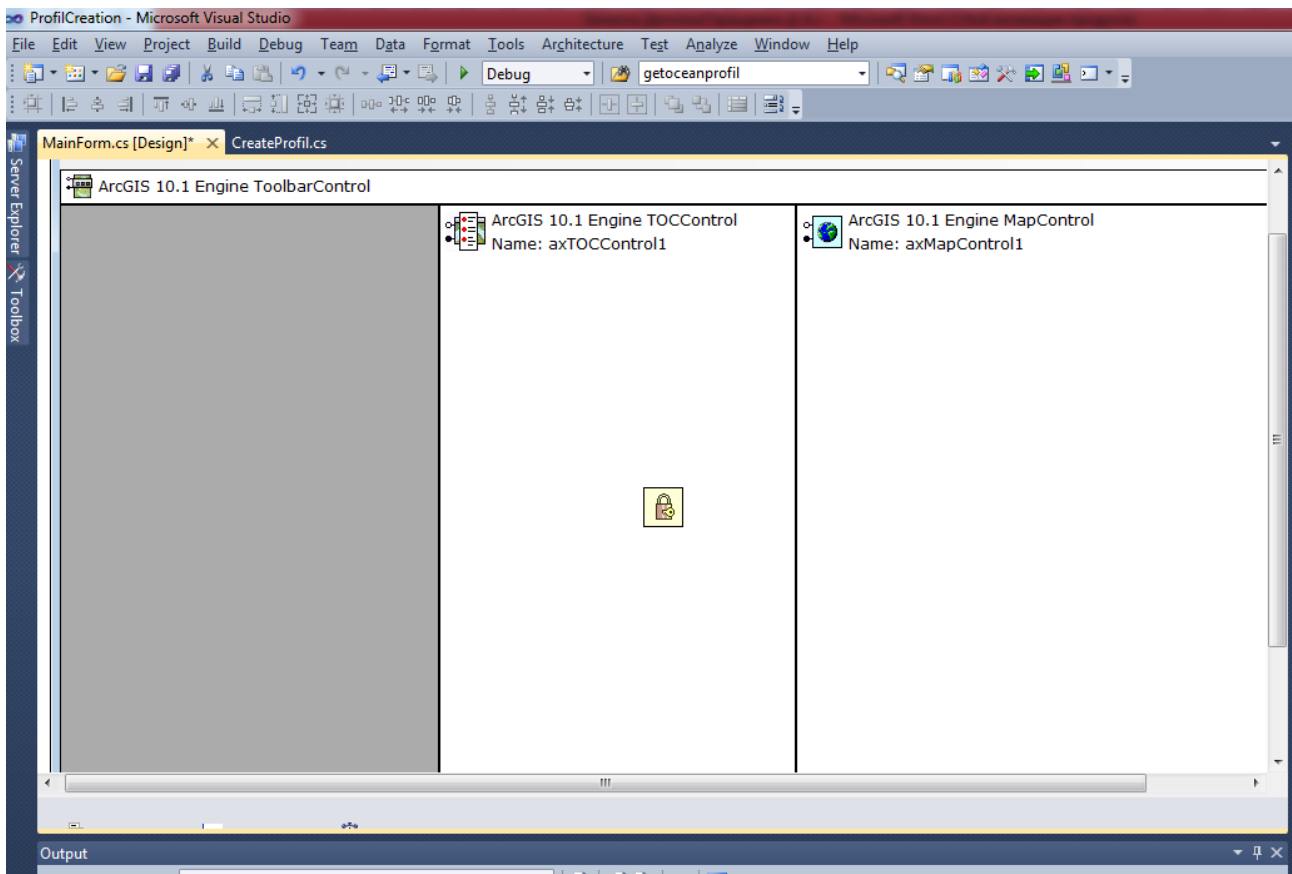 ProfilCreation - Microsoft Visual Studio
File Edit View Project Build Debug Team Data Format Tools Architecture Test Analyze Window Help
Debug getoceanprofil
MainForm.cs [Design]* CreateProfil.cs
Server Explorer
Toolbox
ArcGIS 10.1 Engine ToolbarControl
ArcGIS 10.1 Engine TOCControl
Name: axTOCControl1
ArcGIS 10.1 Engine MapControl
Name: axMapControl1
Output